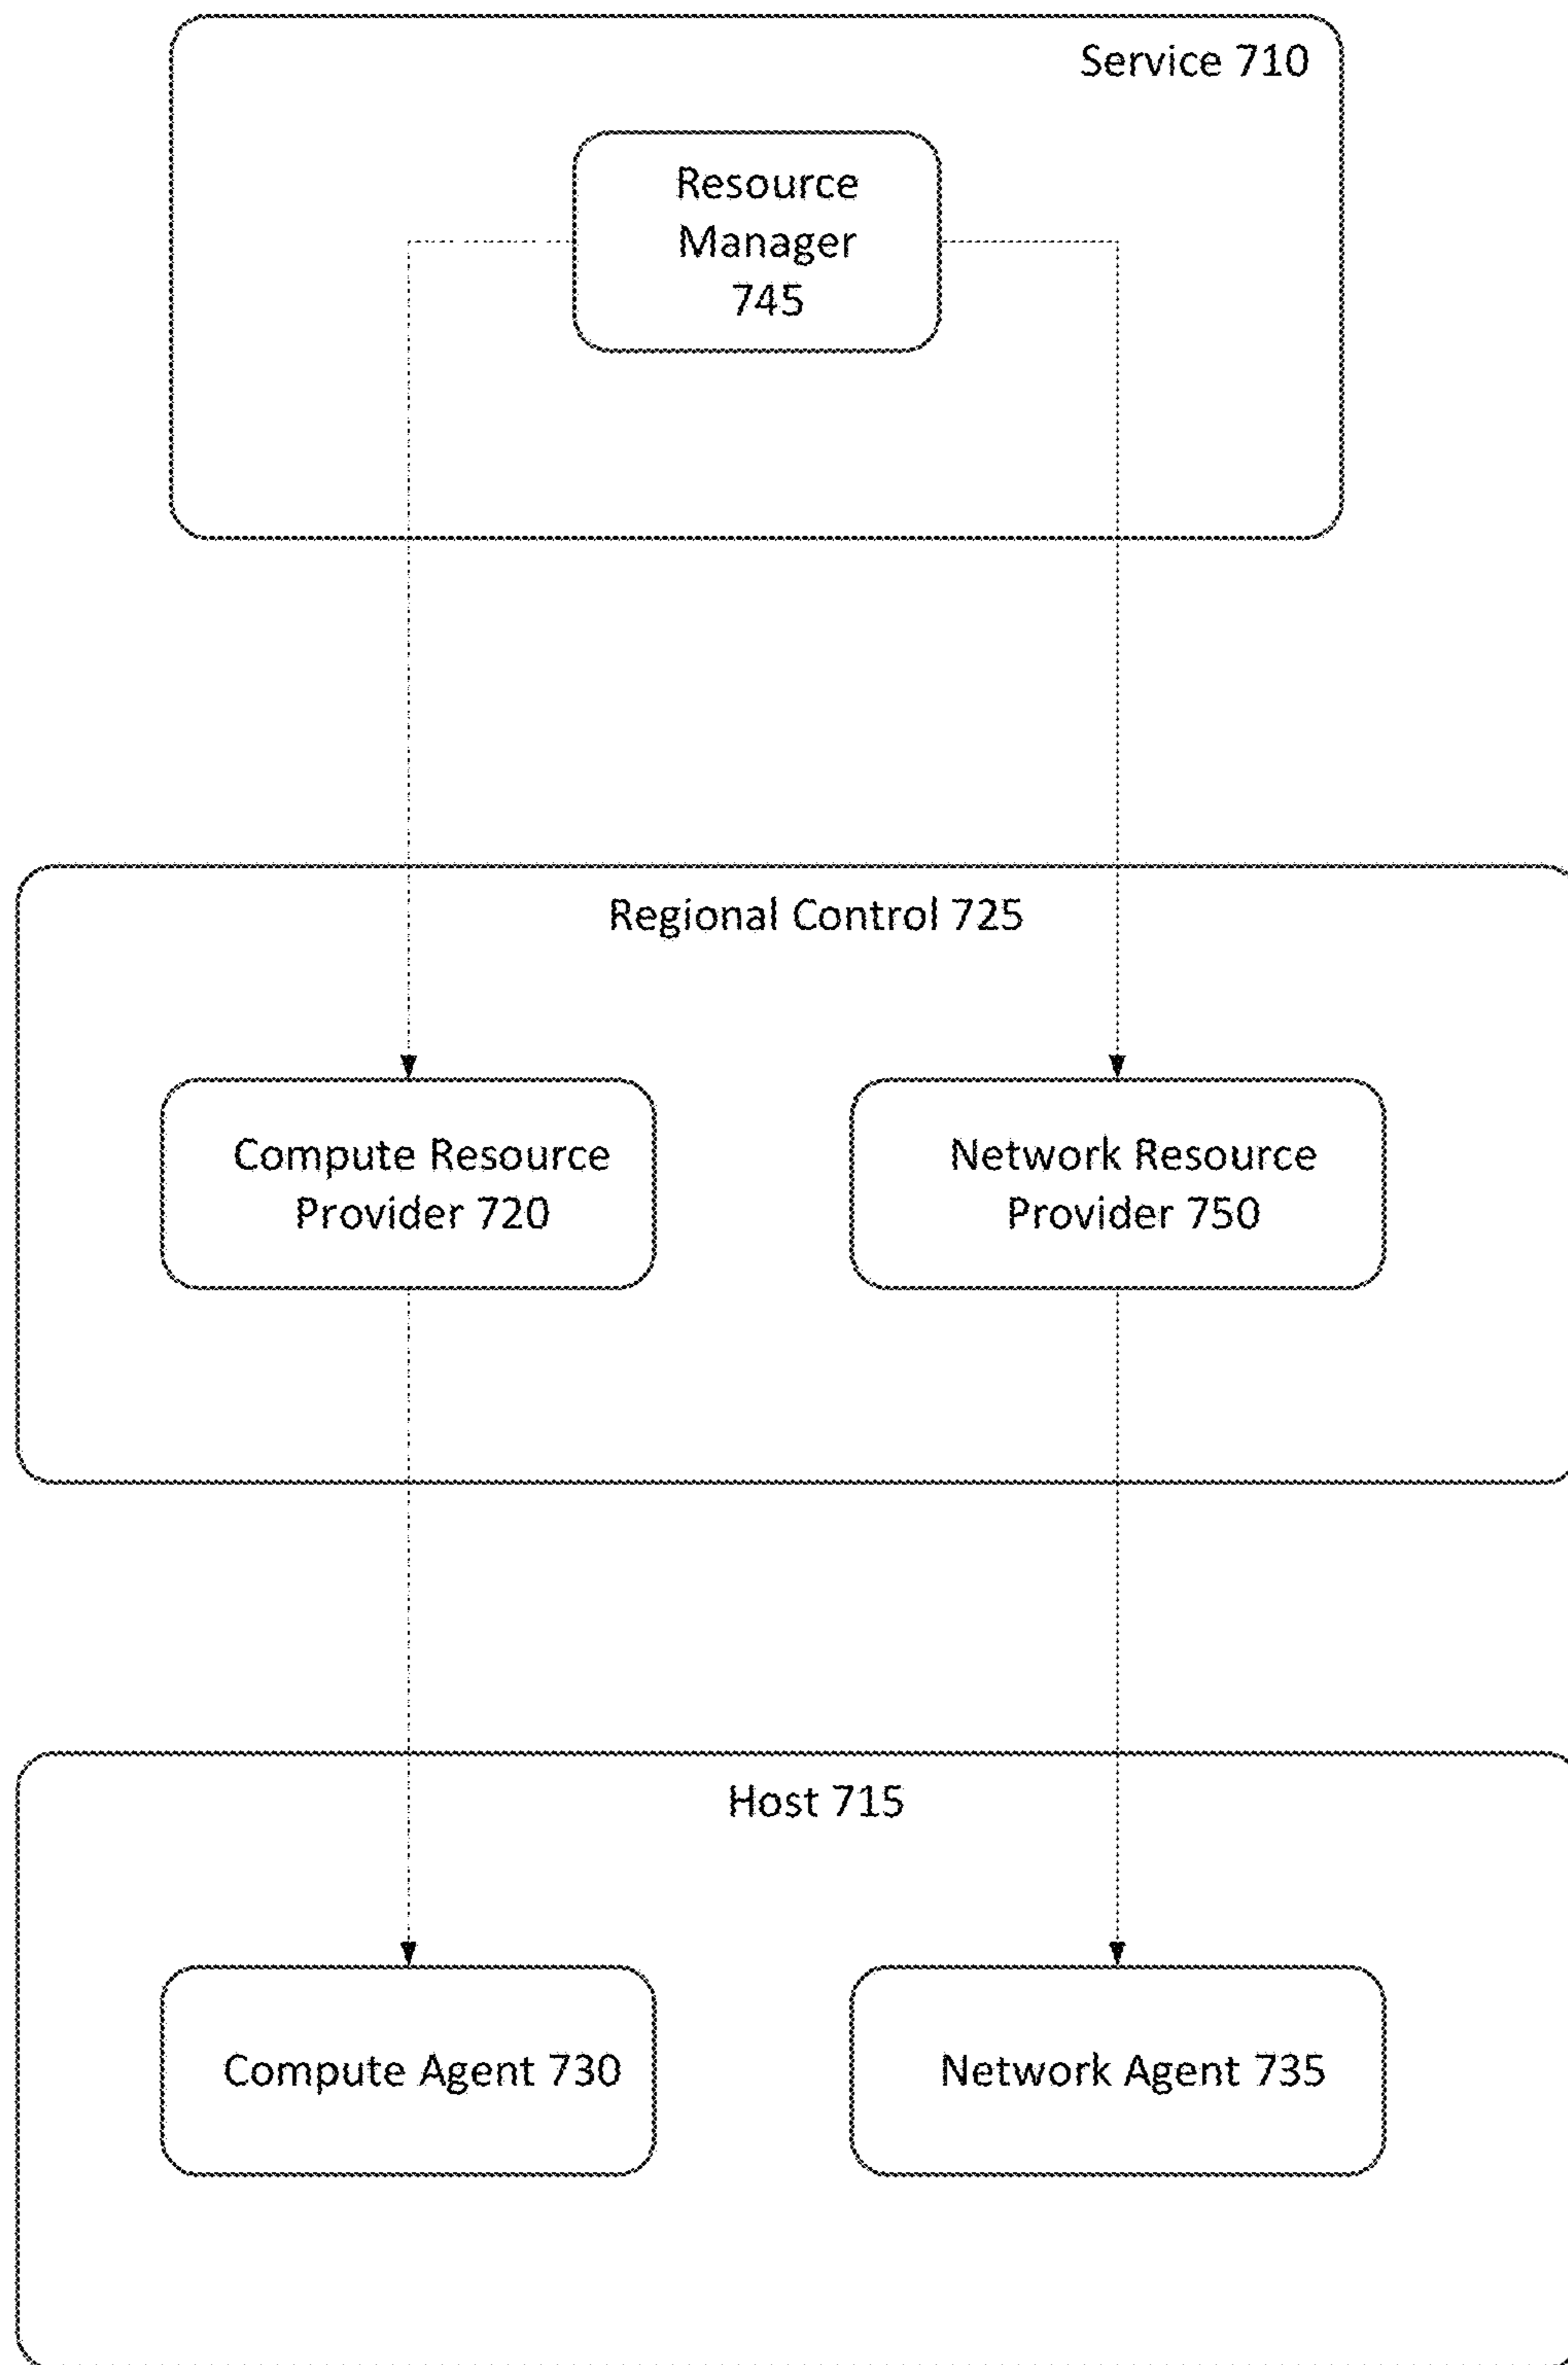 Service 710
Resource
Manager
745
Regional Control 725
Compute Resource
Provider 720
Network Resource
Provider 750
Host 715
Compute Agent 730
Network Agent 735